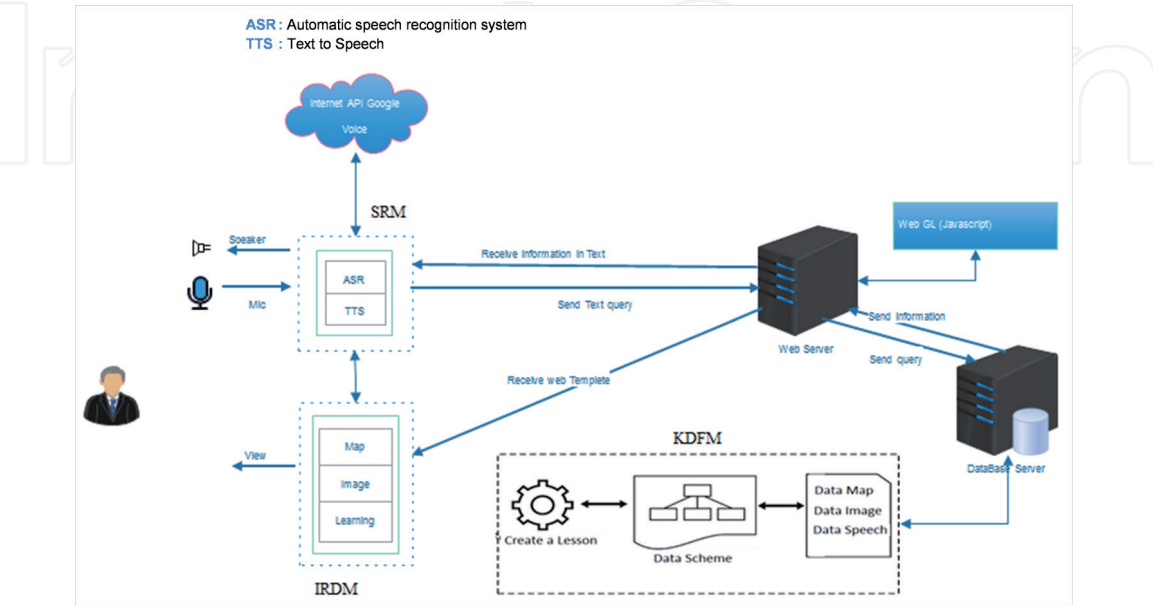 ASR : Automatic speech recognition system
TTS : Text to Speech
Internet API Google
Voice
SRM
Speaker
Mic
ASR
TTS
Receive Information In Text
Send Text query
Web GL (Javascript)
Web Server
Send Information
Send query
DataBase Server
Receive web Templete
View
Map
Image
Learning
IRDM
KDFM
Create a Lesson
Data Scheme
Data Map
Data Image
Data Speech